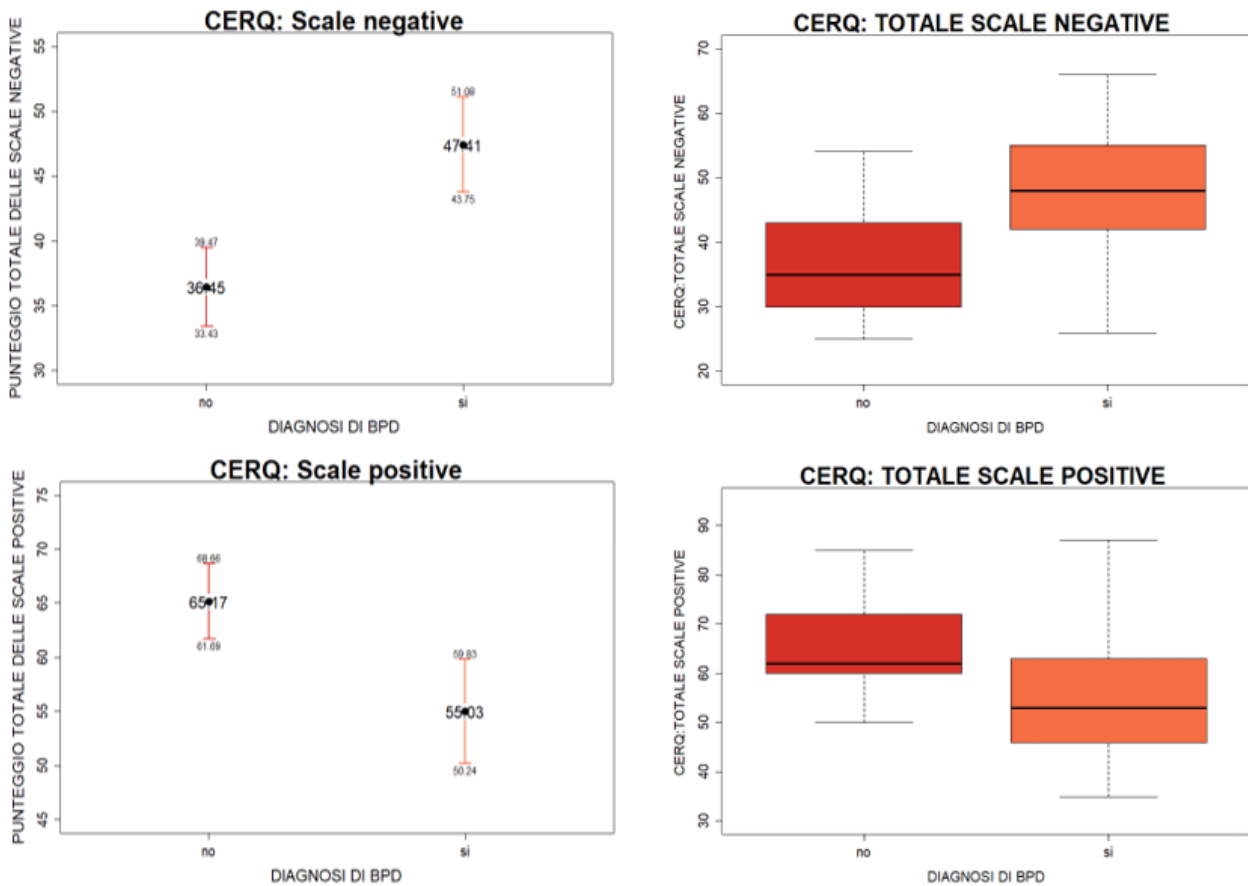 CERQ: Scale negative
PUNTEGGIO TOTALE DELLE SCALE NEGATIVE
55
50
45
40
35
30
51.08
47.41
43.75
39.47
36.45
33.43
no
si
DIAGNOSI DI BPD
CERQ: TOTALE SCALE NEGATIVE
CERQ:TOTALE SCALE NEGATIVE
70
60
50
40
30
20
no
si
DIAGNOSI DI BPD
CERQ: Scale positive
PUNTEGGIO TOTALE DELLE SCALE POSITIVE
75
70
65
60
55
50
45
68.66
65.17
61.69
59.83
55.03
50.24
no
si
DIAGNOSI DI BPD
CERQ: TOTALE SCALE POSITIVE
CERQ:TOTALE SCALE POSITIVE
90
80
70
60
50
40
30
no
si
DIAGNOSI DI BPD